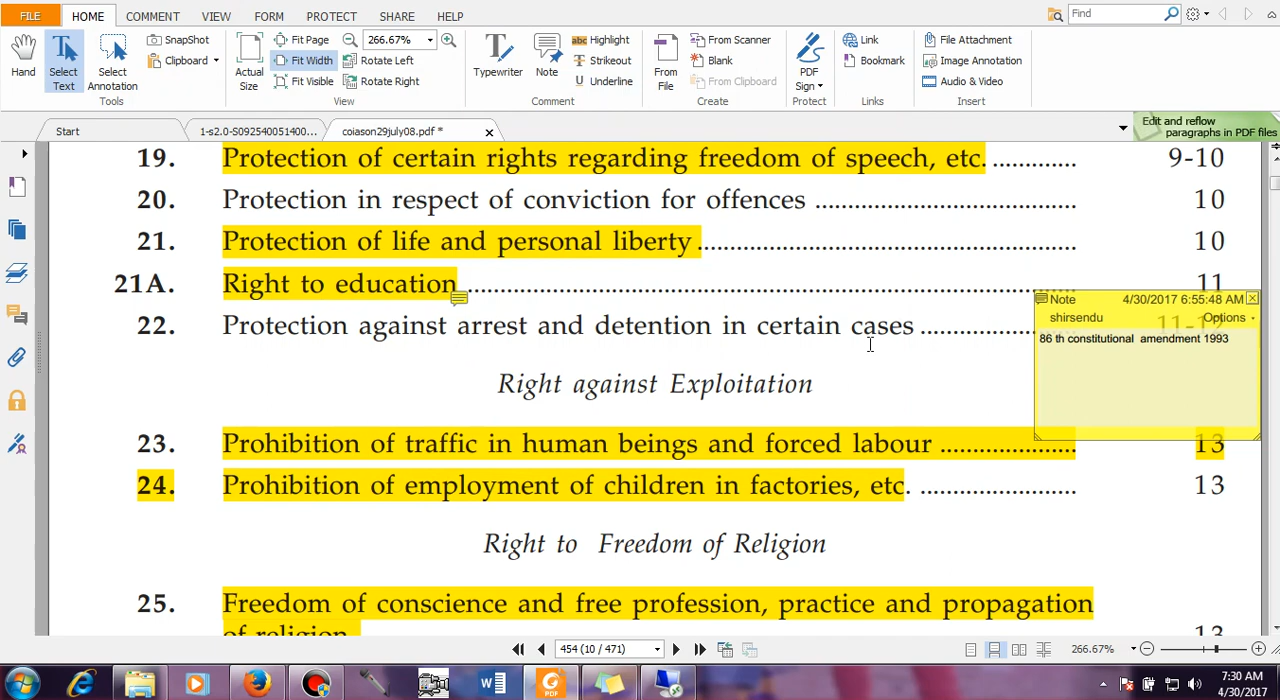 FILE HOME COMMENT VIEW FORM PROTECT SHARE HELP Find
Hand
Select Text
Select Annotation
SnapShot
Clipboard
Tools
Actual Size
Fit Page
Fit Width
Fit Visible
266.67%
Rotate Left
Rotate Right
View
Typewriter
Note
abc Highlight
Strikeout
Underline
Comment
From File
From Scanner
Blank
From Clipboard
Create
PDF Sign
Protect
Link
Bookmark
Links
File Attachment
Image Annotation
Audio & Video
Insert
Start 1-s2.0-S092540051400... coiason29july08.pdf *
Edit and reflow
paragraphs in PDF files
19. Protection of certain rights regarding freedom of speech, etc. ............. 9-10
20. Protection in respect of conviction for offences ........................................ 10
21. Protection of life and personal liberty ......................................................... 10
21A. Right to education ......................................................................................... 11
22. Protection against arrest and detention in certain cases .................. 11-12
Note 4/30/2017 6:55:48 AM
shirsendu Options
86 th constitutional amendment 1993
Right against Exploitation
23. Prohibition of traffic in human beings and forced labour ..................... 13
24. Prohibition of employment of children in factories, etc. ........................ 13
Right to Freedom of Religion
25. Freedom of conscience and free profession, practice and propagation
of religion 13
454 (10 / 471) 266.67%
7:30 AM
4/30/2017